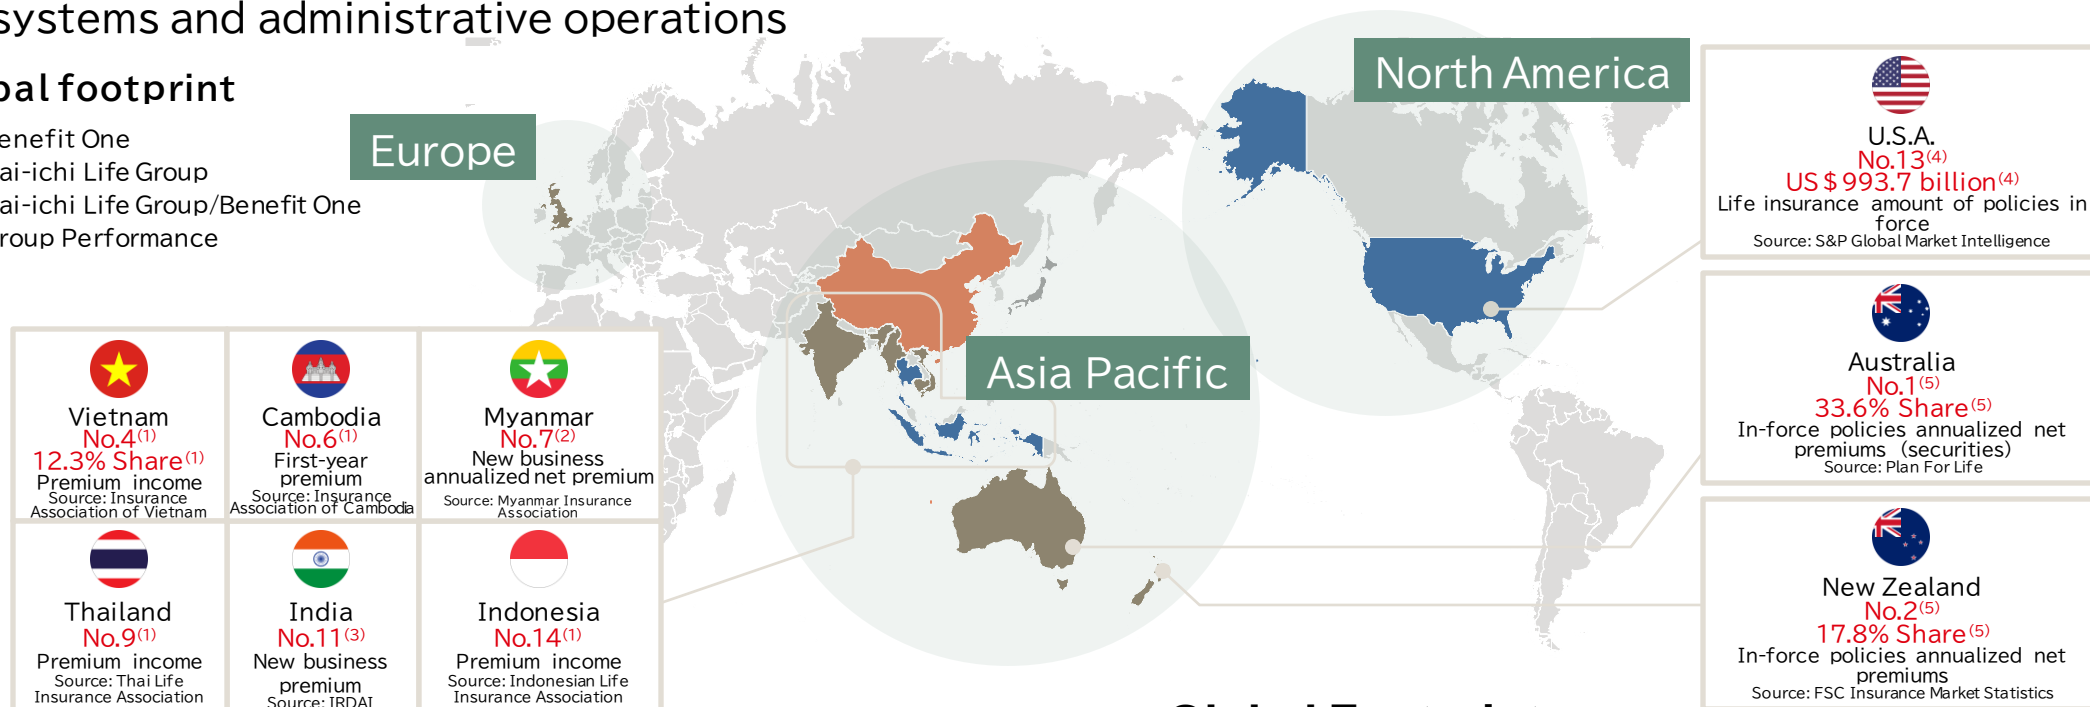 systems and administrative operations
bal footprint
enefit One
ai-ichi Life Group
ai-ichi Life Group/Benefit One
roup Performance
Europe
North America
Asia Pacific
Vietnam
No.4(1)
12.3% Share(1)
Premium income
Source: Insurance
Association of Vietnam
Cambodia
No.6(1)
First-year
premium
Source: Insurance
Association of Cambodia
Myanmar
No.7(2)
New business
annualized net premium
Source: Myanmar Insurance
Association
Thailand
No.9(1)
Premium income
Source: Thai Life
Insurance Association
India
No.11(3)
New business
premium
Source: IRDAI
Indonesia
No.14(1)
Premium income
Source: Indonesian Life
Insurance Association
U.S.A.
No.13(4)
US $ 993.7 billion(4)
Life insurance amount of policies in
force
Source: S&P Global Market Intelligence
Australia
No.1(5)
33.6% Share(5)
In-force policies annualized net
premiums (securities)
Source: Plan For Life
New Zealand
No.2(5)
17.8% Share(5)
In-force policies annualized net
premiums
Source: FSC Insurance Market Statistics